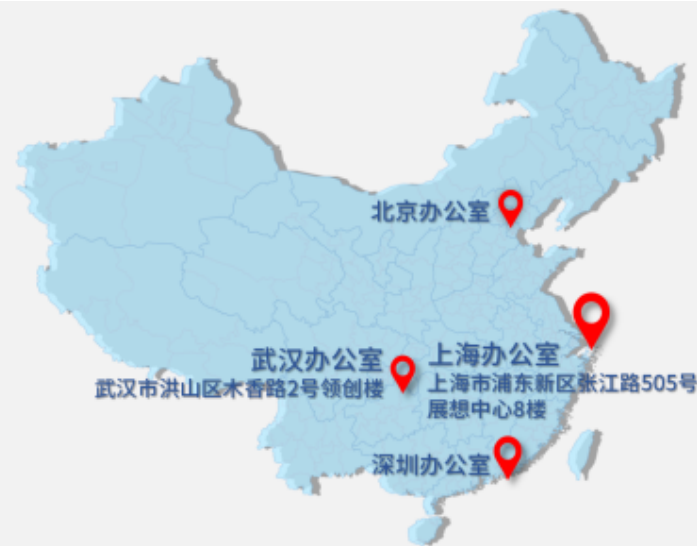 北京办公室
武汉办公室
武汉市洪山区木香路2号领创楼
上海办公室
上海市浦东新区张江路505号
展想中心8楼
深圳办公室